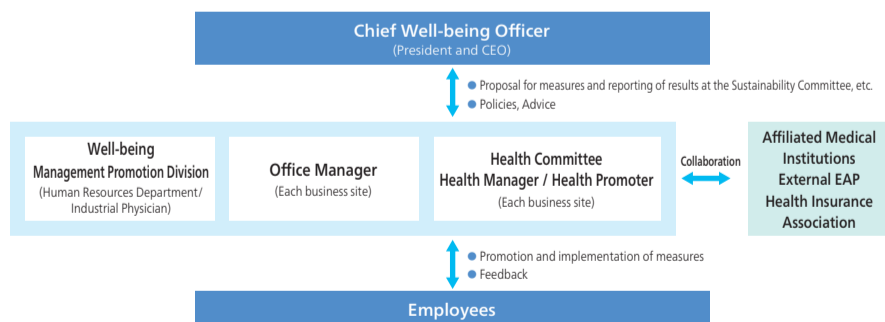 Chief Well-being Officer
(President and CEO)
● Proposal for measures and reporting of results at the Sustainability Committee, etc.
● Policies, Advice
Well-being
Management Promotion Division
(Human Resources Department/
Industrial Physician)
Office Manager
(Each business site)
Health Committee
Health Manager / Health Promoter
(Each business site)
Collaboration
Affiliated Medical
Institutions
External EAP
Health Insurance
Association
● Promotion and implementation of measures
● Feedback
Employees